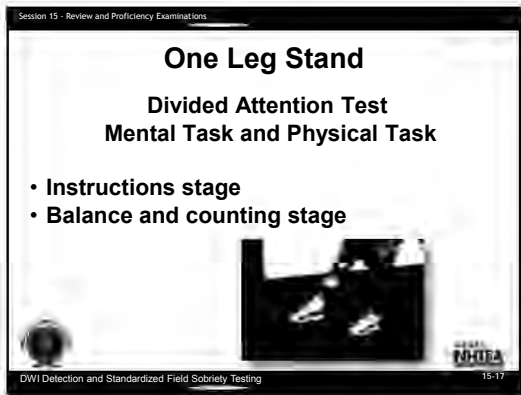 Session 15 - Review and Proficiency Examinations
One Leg Stand
Divided Attention Test
Mental Task and Physical Task
• Instructions stage
• Balance and counting stage
NHTSA
DWI Detection and Standardized Field Sobriety Testing
15-17